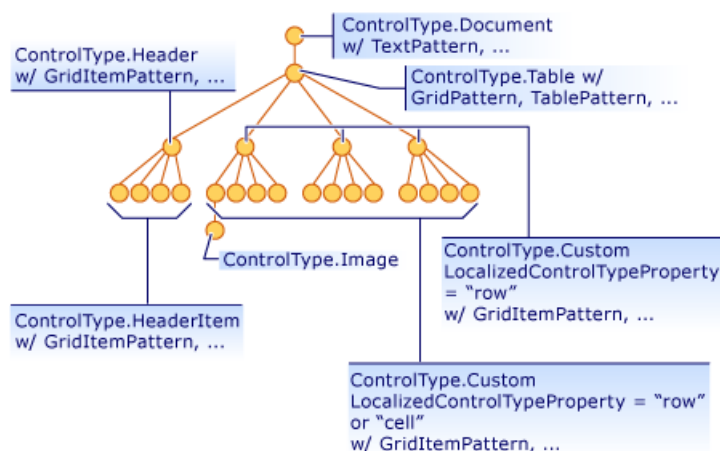 ControlType.Document
w/ TextPattern, ...
ControlType.Header
w/ GridItemPattern, ...
ControlType.Table w/
GridPattern, TablePattern, ...
ControlType.Image
ControlType.Custom
LocalizedControlTypeProperty
= “row”
w/ GridItemPattern, ...
ControlType.HeaderItem
w/ GridItemPattern, ...
ControlType.Custom
LocalizedControlTypeProperty = “row”
or “cell”
w/ GridItemPattern, ...